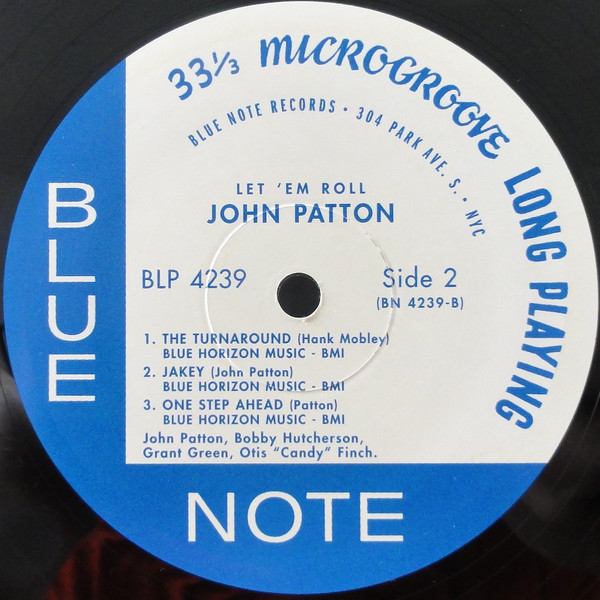 33⅓ MICROGROOVE LONG PLAYING
BLUE NOTE RECORDS • 304 PARK AVE. S. • NYC
LET 'EM ROLL
JOHN PATTON
BLP 4239
Side 2
(BN 4239-B)
1. THE TURNAROUND (Hank Mobley)
BLUE HORIZON MUSIC - BMI
2. JAKEY (John Patton)
BLUE HORIZON MUSIC - BMI
3. ONE STEP AHEAD (Patton)
BLUE HORIZON MUSIC - BMI
John Patton, Bobby Hutcherson,
Grant Green, Otis "Candy" Finch.
BLUE
NOTE